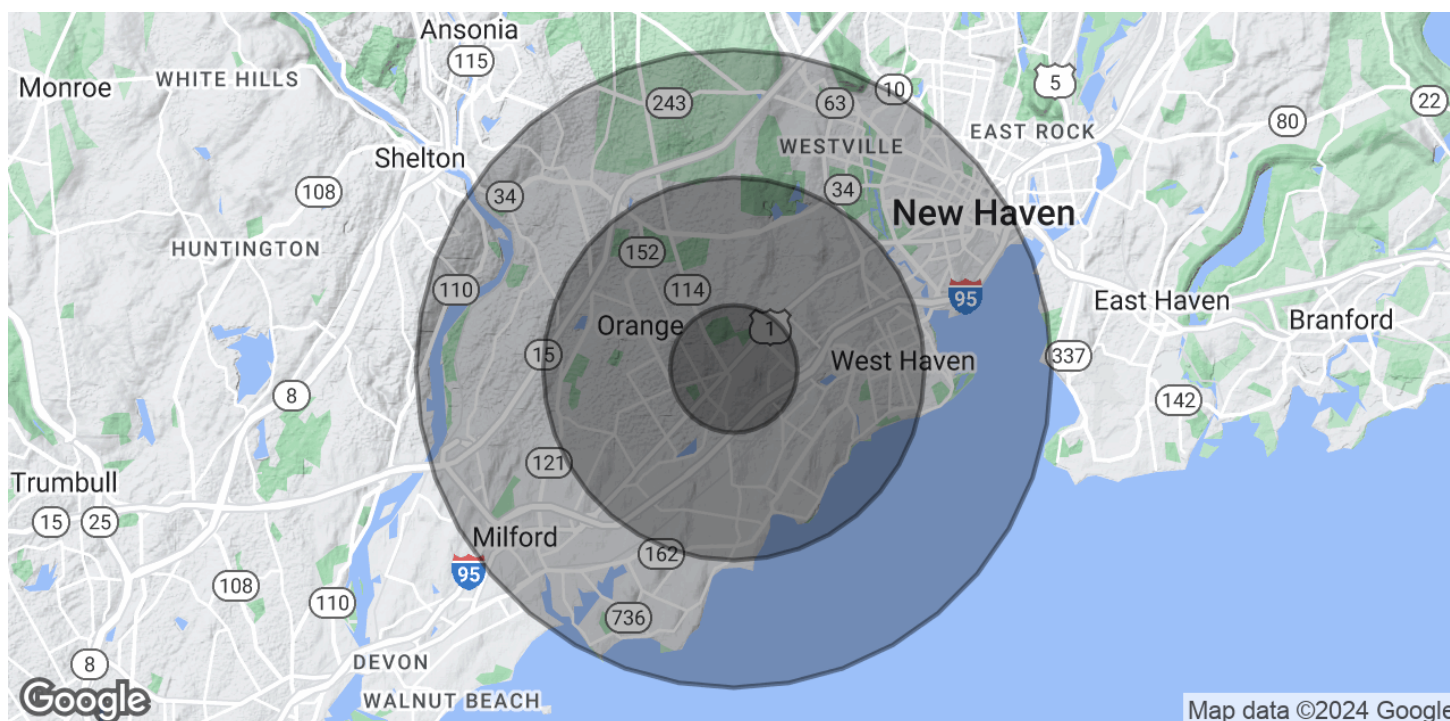 Ansonia
115
Monroe
WHITE HILLS
5
10
243
63
22
80
EAST ROCK
WESTVILLE
Shelton
108
34
34
New Haven
HUNTINGTON
152
110
114
95
East Haven
Branford
Orange
1
15
West Haven
337
8
142
121
Trumbull
15
25
Milford
162
95
108
110
736
8
DEVON
WALNUT BEACH
Google
Map data ©2024 Google